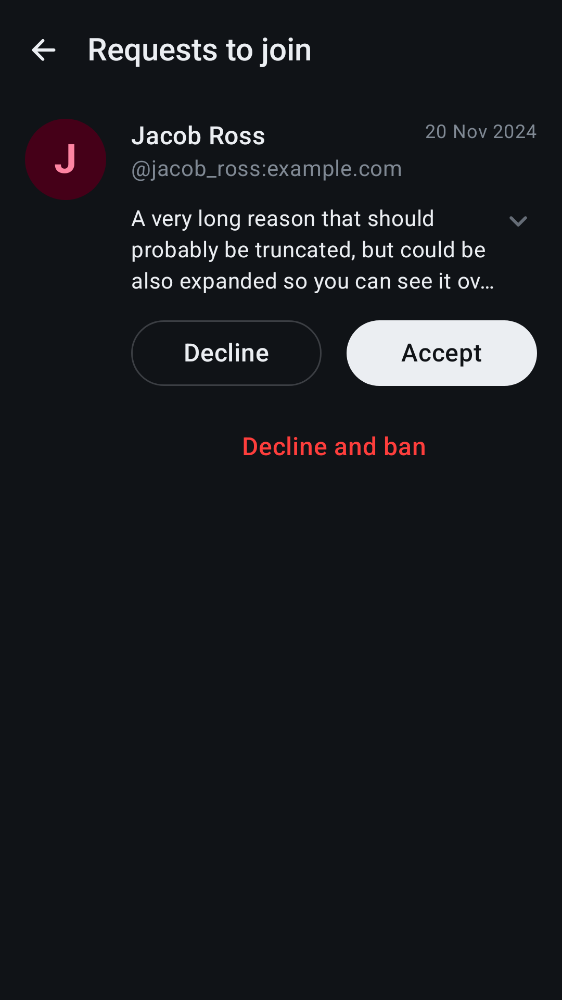 Requests to join
J
Jacob Ross
20 Nov 2024
@jacob_ross:example.com
A very long reason that should
probably be truncated, but could be
also expanded so you can see it ov…
Decline
Accept
Decline and ban